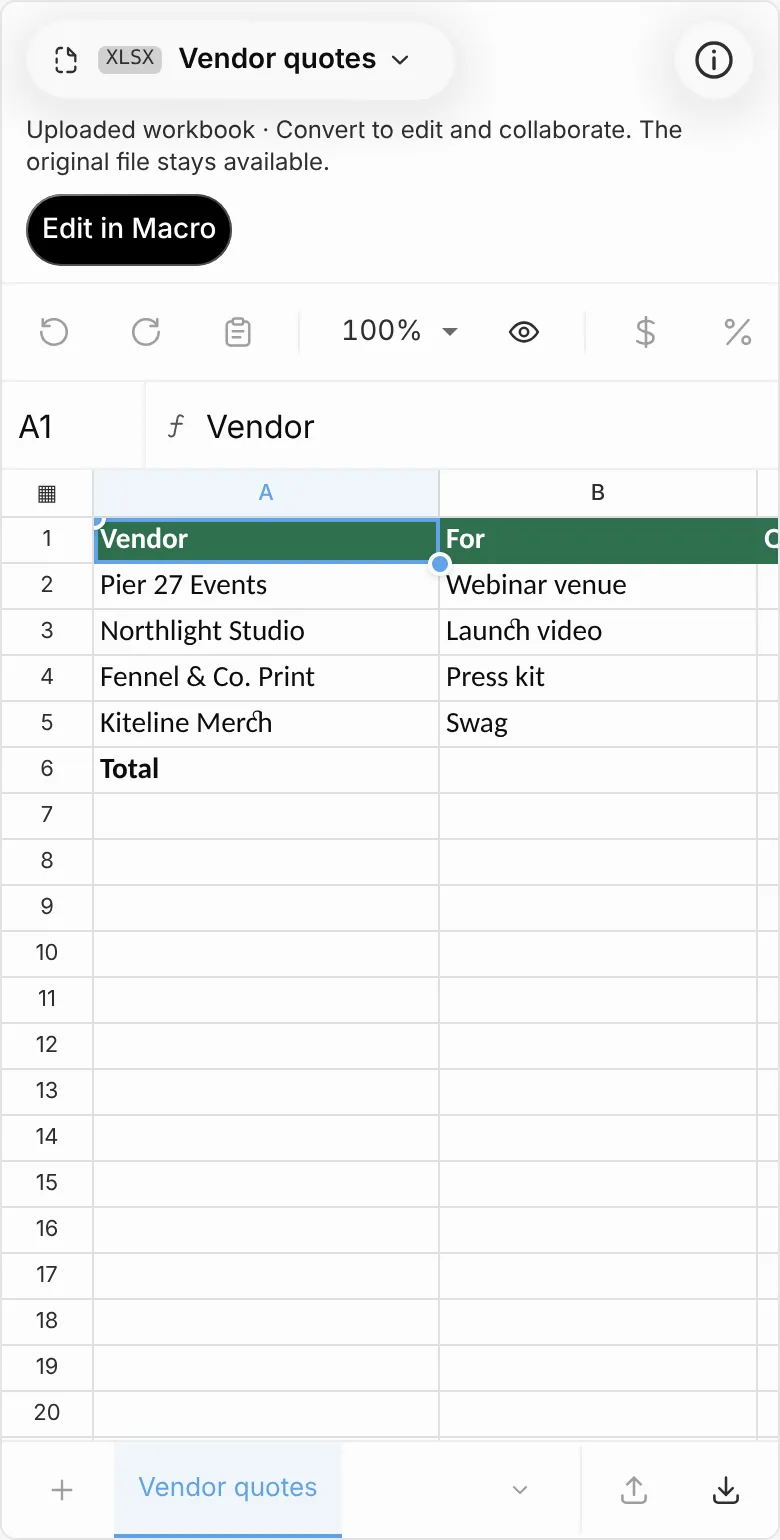 XLSX Vendor quotes
Uploaded workbook · Convert to edit and collaborate. The
original file stays available.
Edit in Macro
100% $ %
A1 ƒ Vendor
A B
1 Vendor For
2 Pier 27 Events Webinar venue
3 Northlight Studio Launch video
4 Fennel & Co. Print Press kit
5 Kiteline Merch Swag
6 Total
7
8
9
10
11
12
13
14
15
16
17
18
19
20
+ Vendor quotes